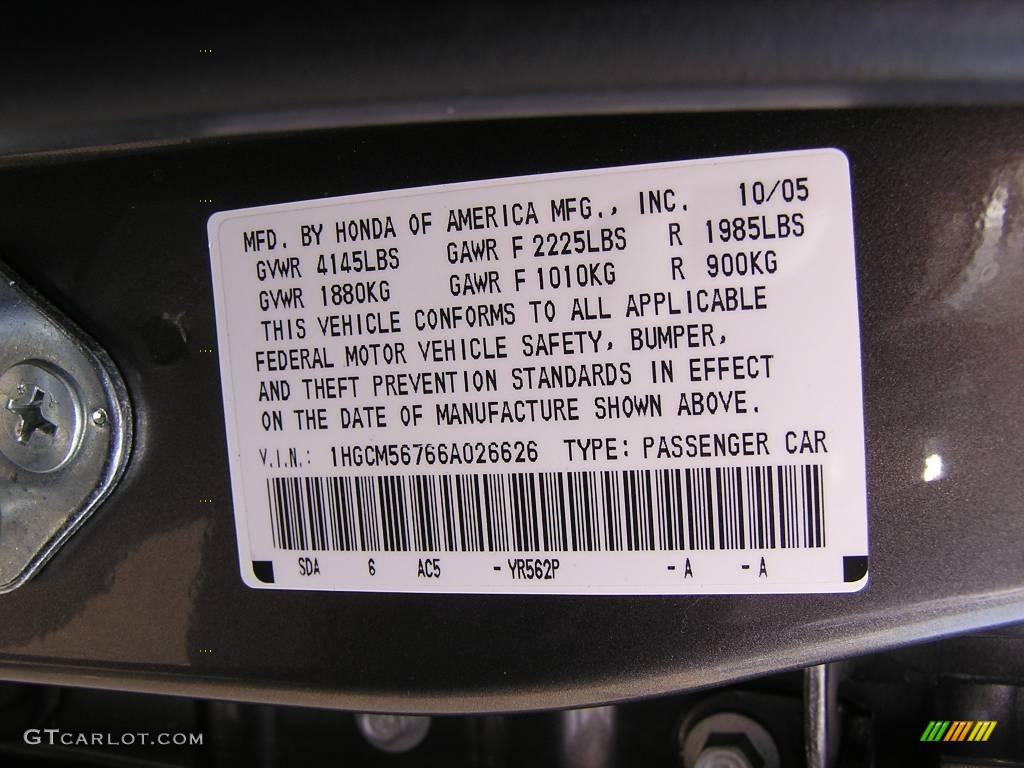 MFD. BY HONDA OF AMERICA MFG., INC. 10/05
GVWR 4145LBS GAWR F 2225LBS R 1985LBS
GVWR 1880KG GAWR F 1010KG R 900KG
THIS VEHICLE CONFORMS TO ALL APPLICABLE
FEDERAL MOTOR VEHICLE SAFETY, BUMPER,
AND THEFT PREVENTION STANDARDS IN EFFECT
ON THE DATE OF MANUFACTURE SHOWN ABOVE.
V.I.N.: 1HGCM56766A026626 TYPE: PASSENGER CAR
SDA 6 AC5 - YR562P - A - A
GTCARLOT.COM